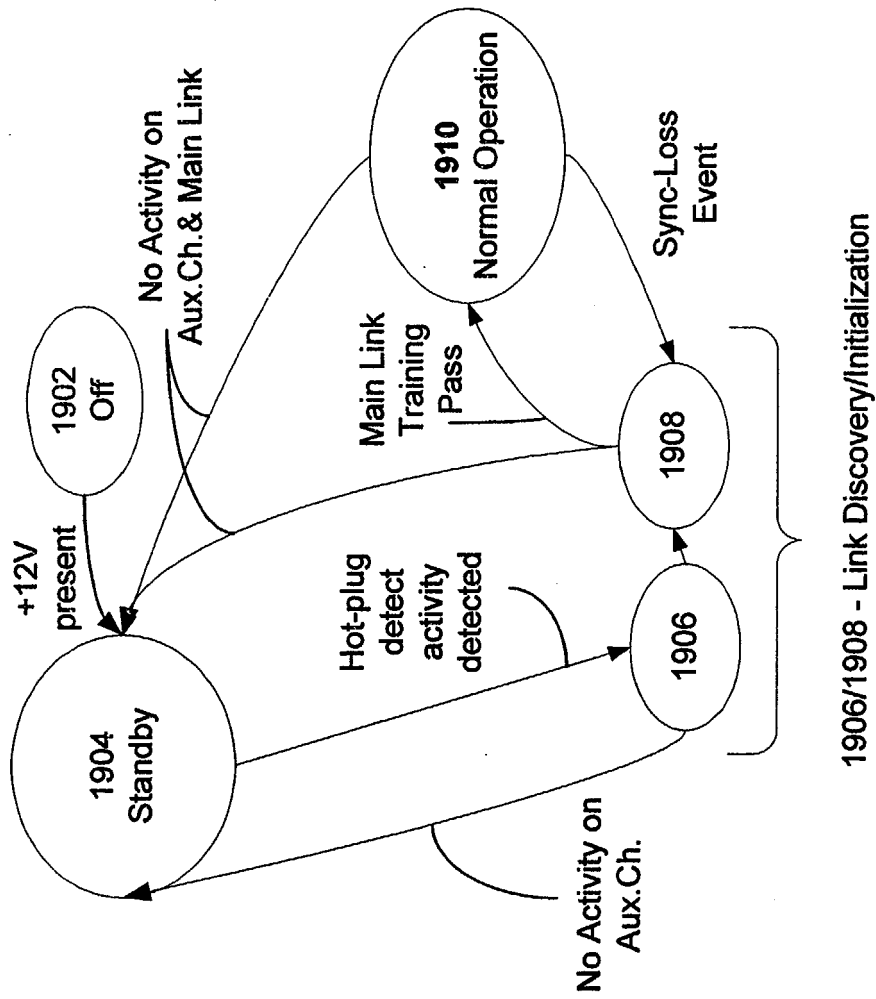 +12V
present
1902
Off
No Activity on
Aux.Ch.& Main Link
1904
Standby
Hot-plug
detect
activity
detected
Main Link
Training
Pass
1910
Normal Operation
No Activity on
Aux.Ch.
1906
1908
Sync-Loss
Event
1906/1908 - Link Discovery/Initialization